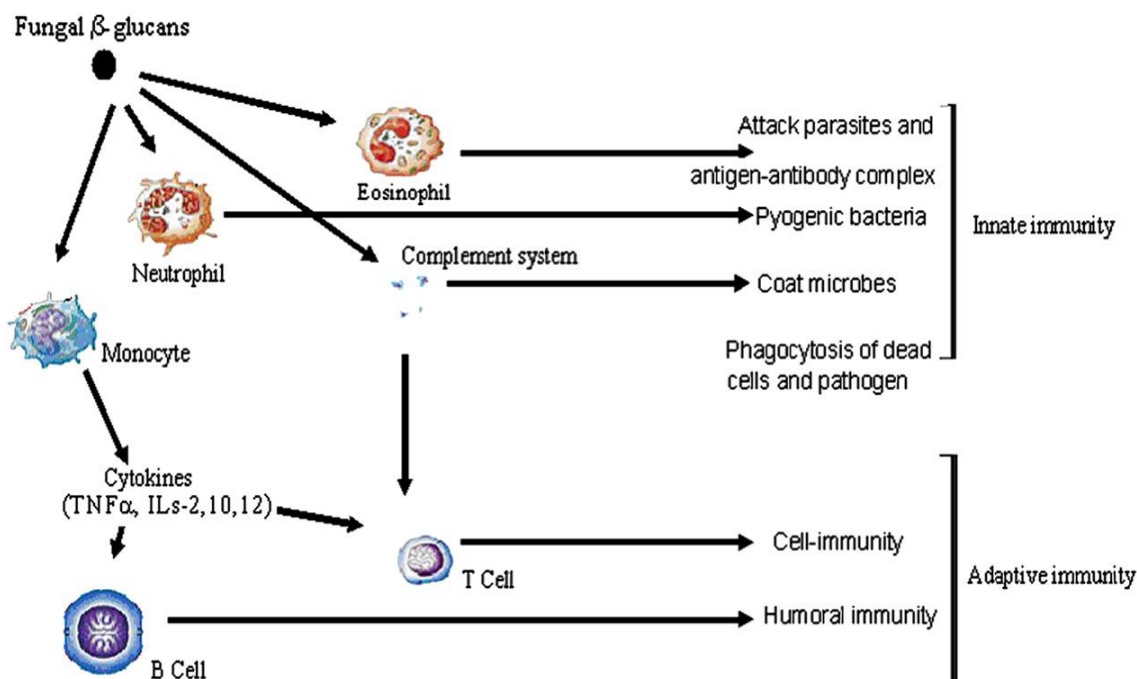 Fungal β-glucans
Attack parasites and
antigen-antibody complex
Eosinophil
Pyogenic bacteria
Innate immunity
Neutrophil
Complement system
Coat microbes
Monocyte
Phagocytosis of dead
cells and pathogen
Cytokines
(TNFα, ILs-2,10,12)
Cell-immunity
T Cell
Adaptive immunity
Humoral immunity
B Cell